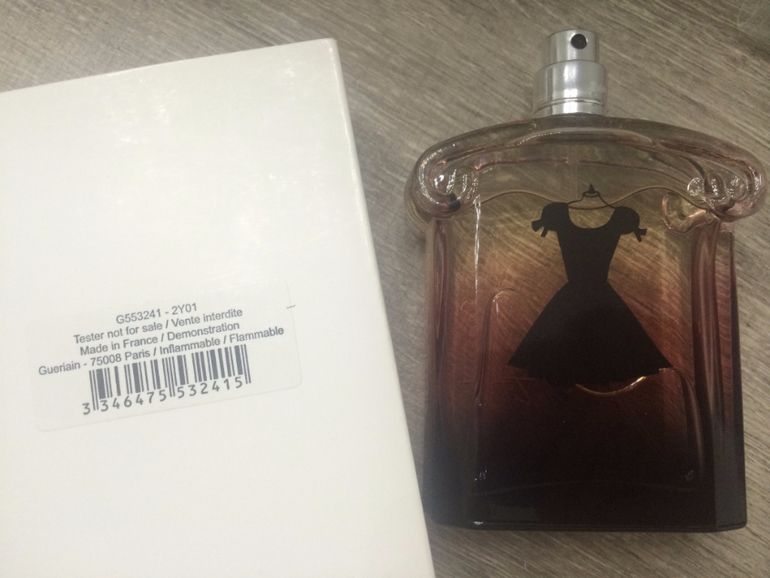 G553241 - 2Y01
Tester not for sale / Vente interdite
Made in France / Demonstration
Guerlain - 75008 Paris / Inflammable / Flammable
3 346475 532415